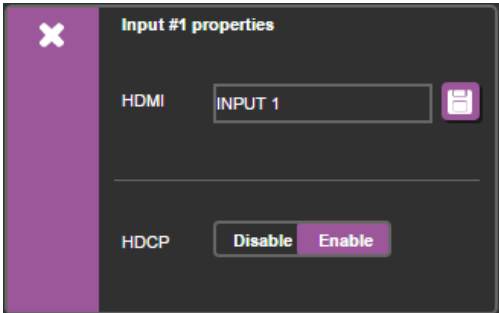 Input #1 properties
HDMI INPUT 1
HDCP Disable Enable